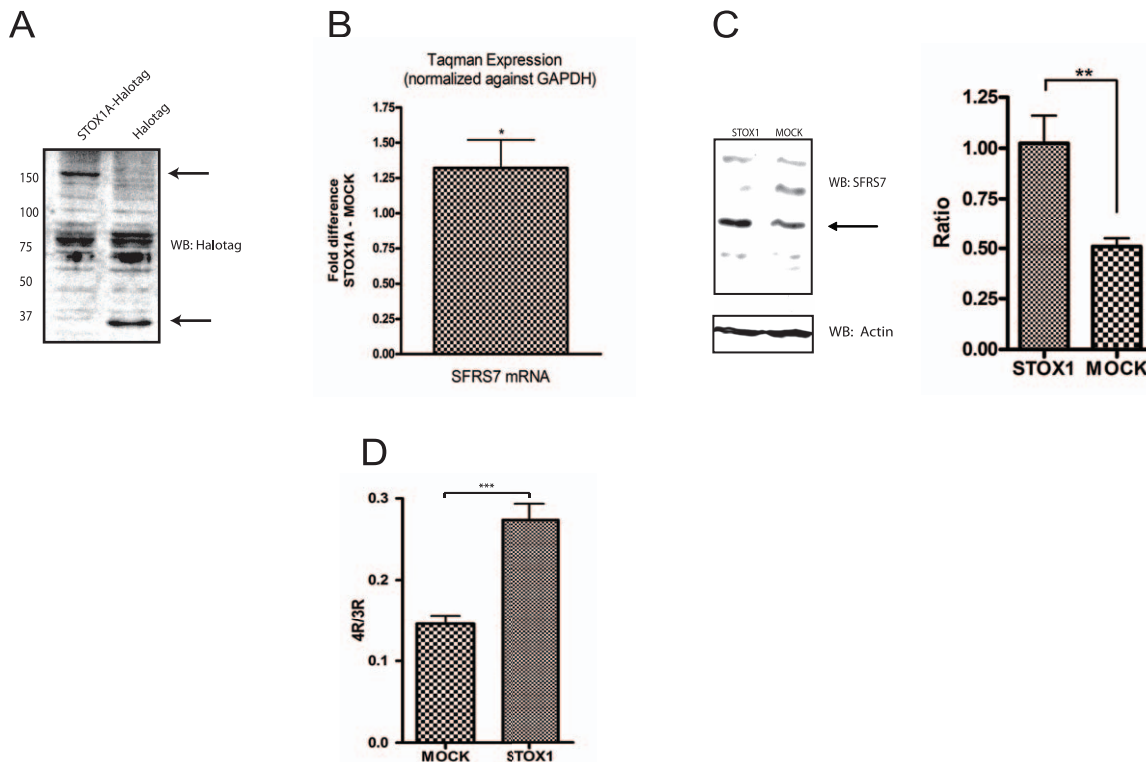 A
STOX1A-Halotag
Halotag
150
100
75
50
37
WB: Halotag
B
Taqman Expression
(normalized against GAPDH)
Fold difference
STOX1A - MOCK
1.75
1.50
1.25
1.00
0.75
0.50
0.25
0.00
*
SFRS7 mRNA
C
STOX1 MOCK
WB: SFRS7
WB: Actin
**
Ratio
1.25
1.00
0.75
0.50
0.25
0.00
STOX1 MOCK
D
***
4R/3R
0.3
0.2
0.1
0.0
MOCK STOX1